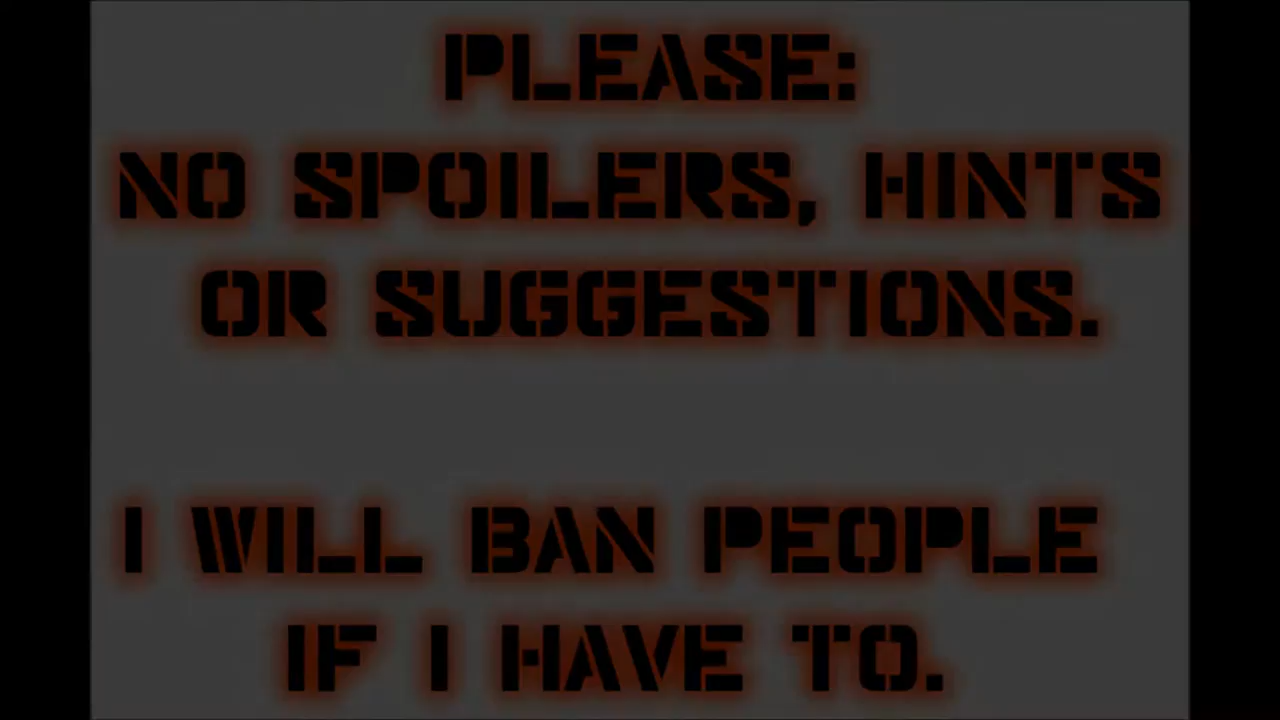 PLEASE:
NO SPOILERS, HINTS
OR SUGGESTIONS.
I WILL BAN PEOPLE
IF I HAVE TO.